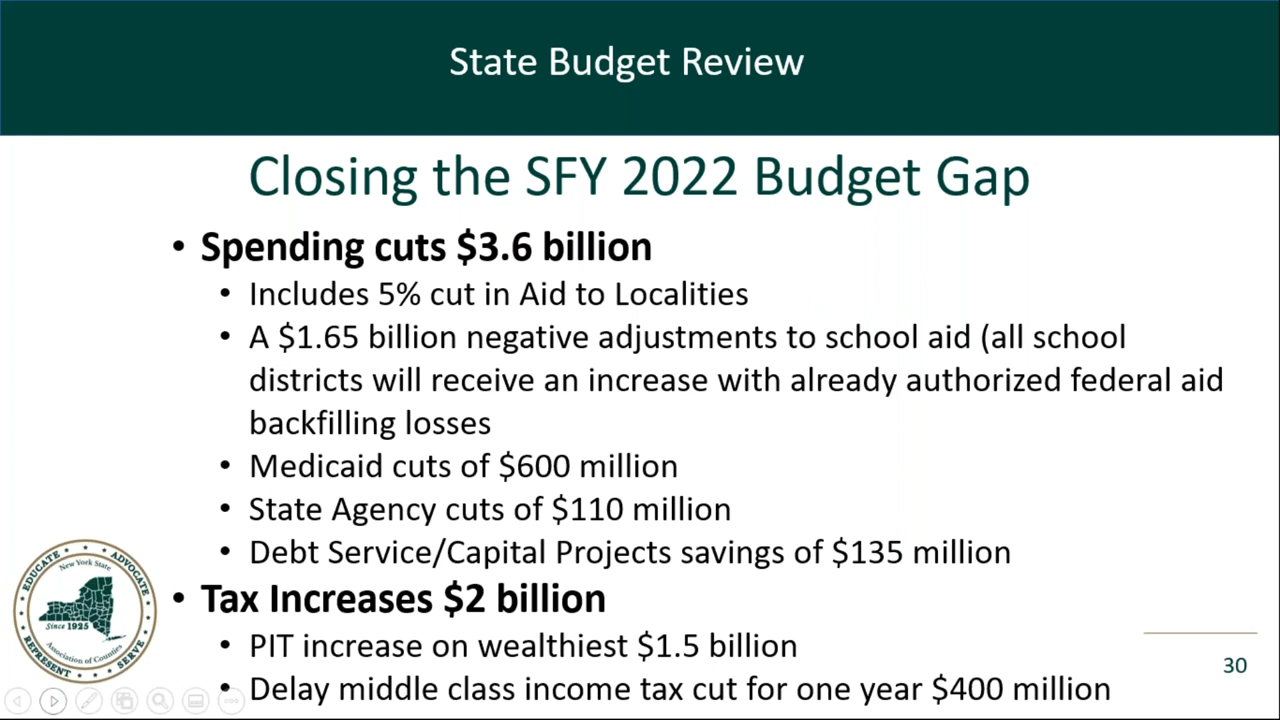 State Budget Review
Closing the SFY 2022 Budget Gap
• Spending cuts $3.6 billion
• Includes 5% cut in Aid to Localities
• A $1.65 billion negative adjustments to school aid (all school
districts will receive an increase with already authorized federal aid
backfilling losses
• Medicaid cuts of $600 million
• State Agency cuts of $110 million
• Debt Service/Capital Projects savings of $135 million
• Tax Increases $2 billion
• PIT increase on wealthiest $1.5 billion
• Delay middle class income tax cut for one year $400 million
EDUCATE ADVOCATE
New York State
Since 1925
Association of Counties
REPRESENT SERVE
30